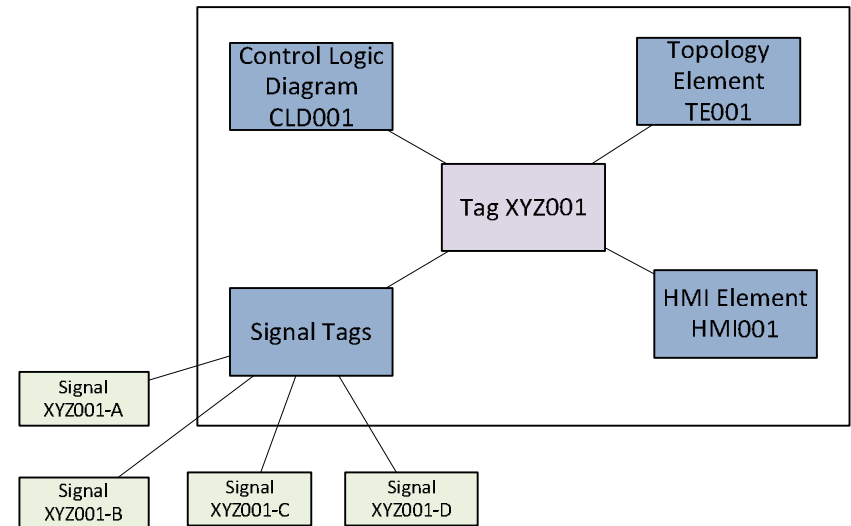 Control Logic
Diagram
CLD001
Topology
Element
TE001
Tag XYZ001
HMI Element
HMI001
Signal Tags
Signal
XYZ001-A
Signal
XYZ001-B
Signal
XYZ001-C
Signal
XYZ001-D